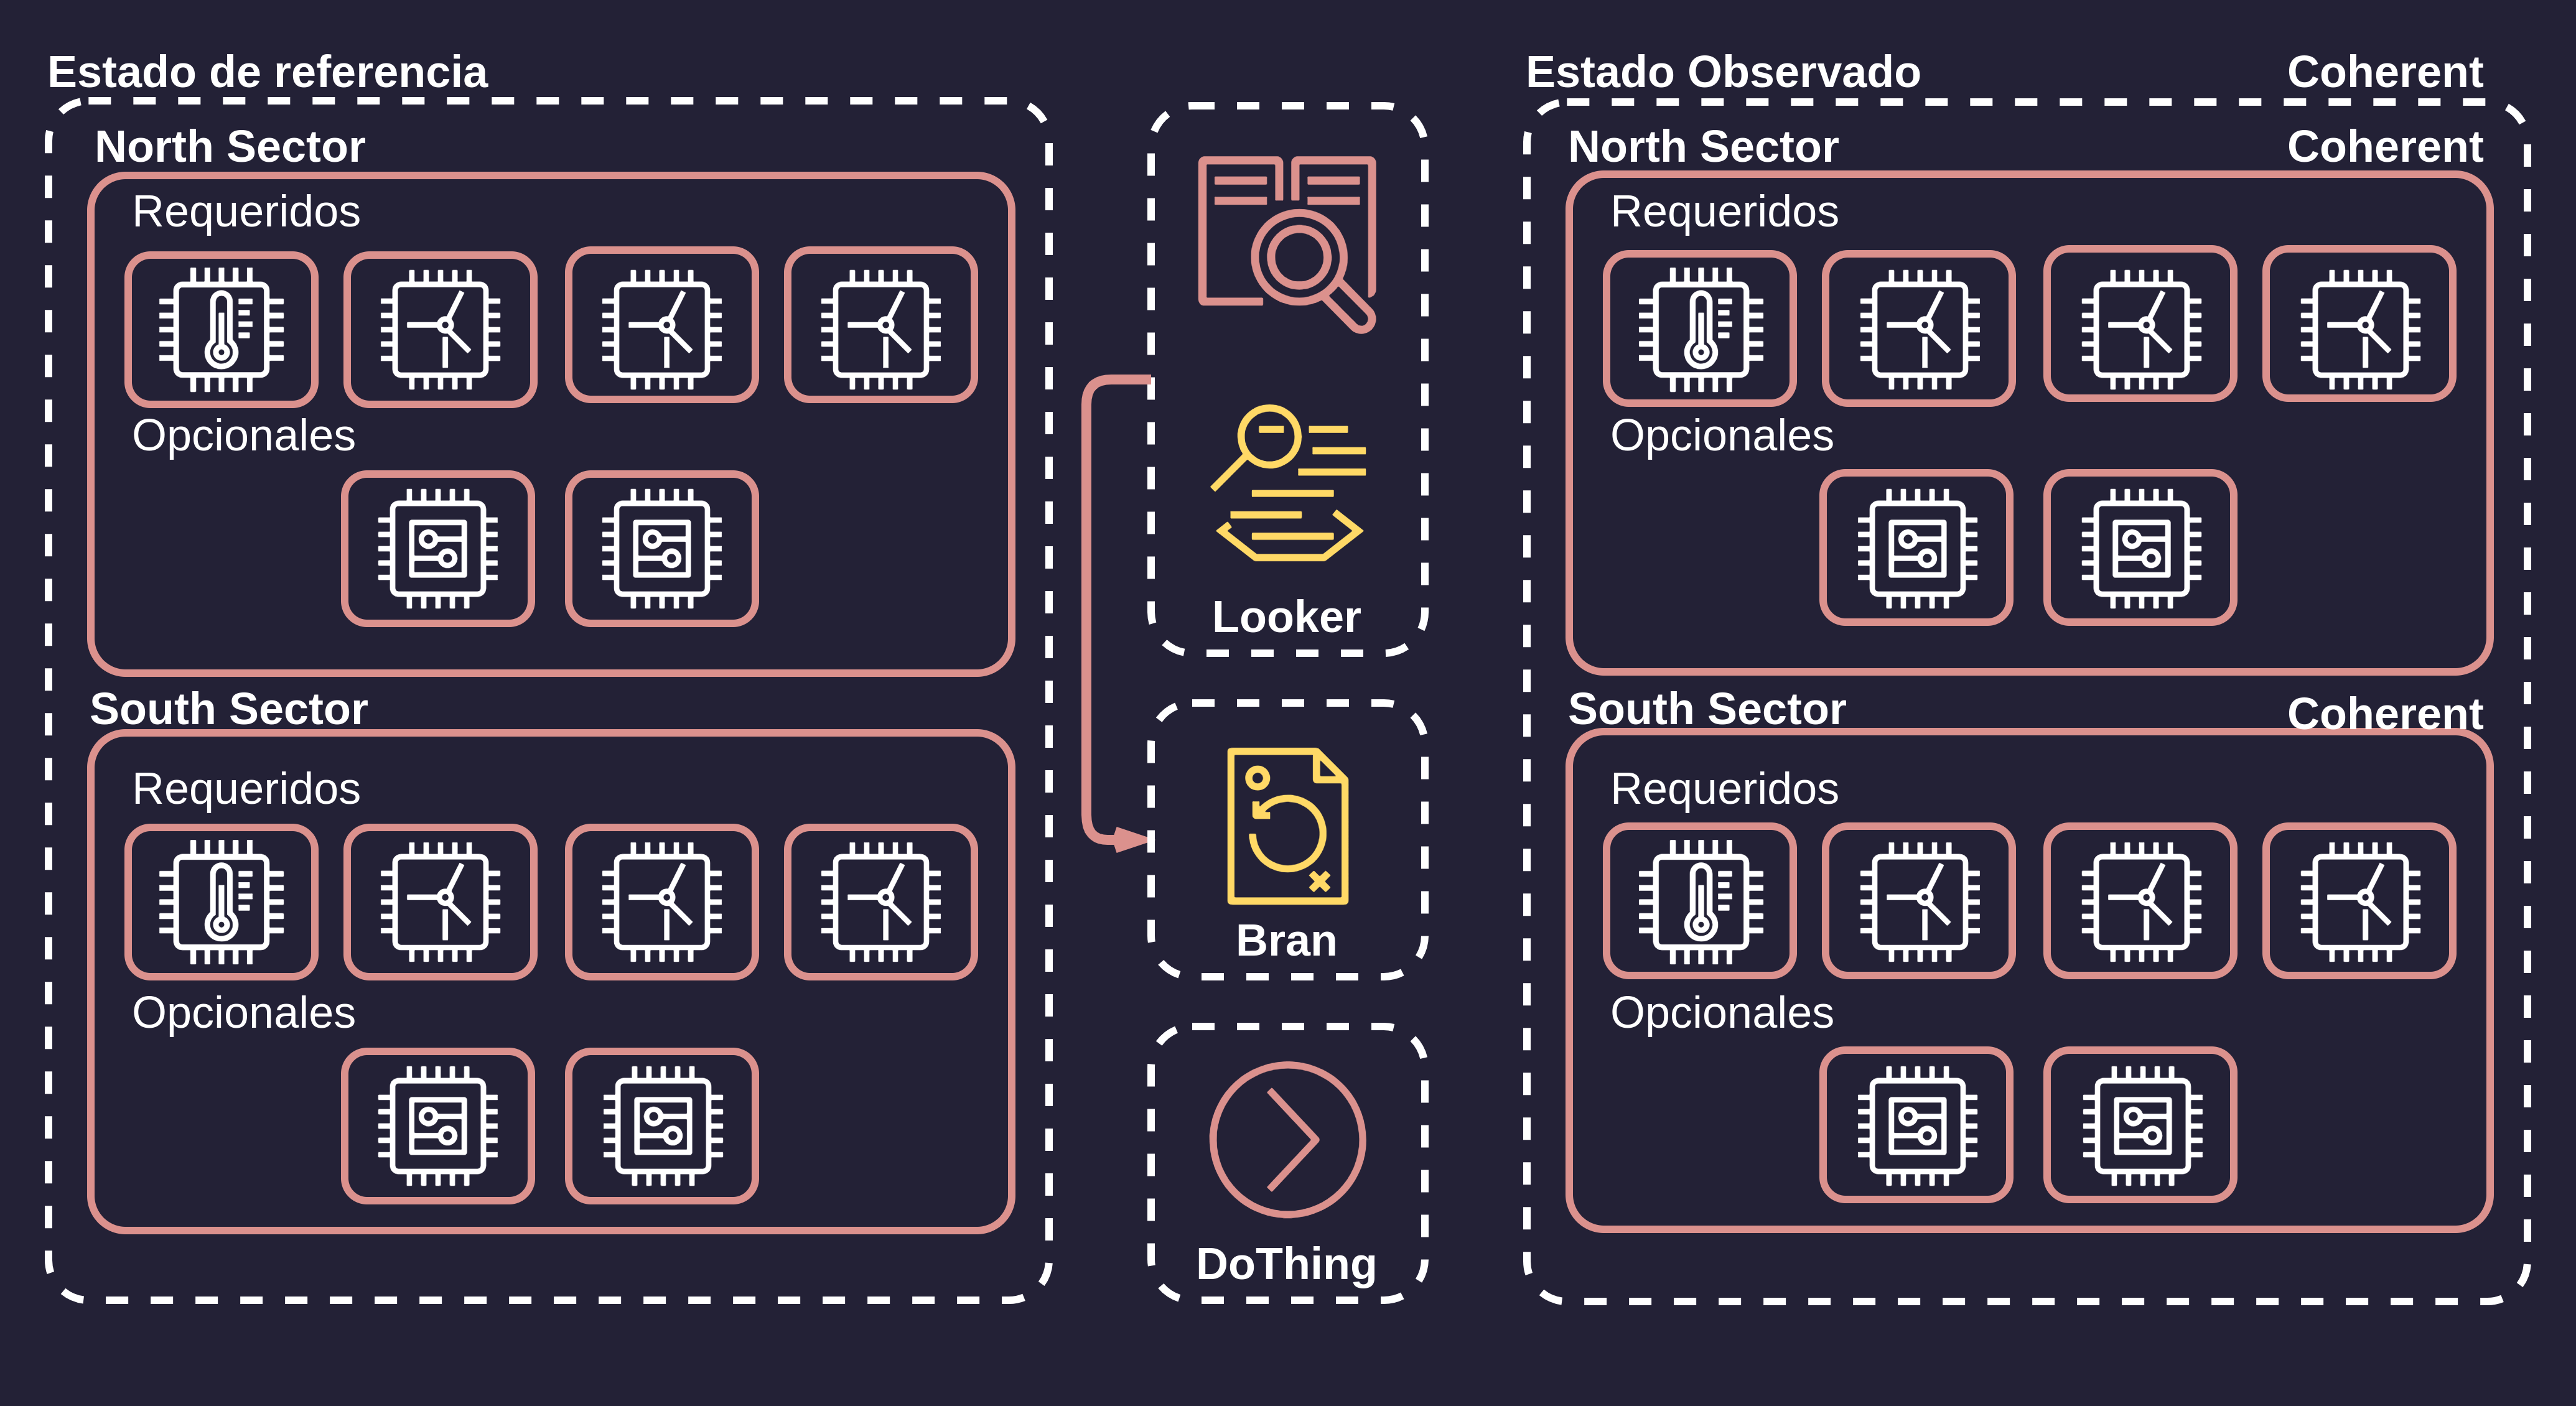 Estado de referencia
North Sector
Requeridos
Opcionales
South Sector
Requeridos
Opcionales
Looker
Bran
DoThing
Estado Observado
Coherent
North Sector
Coherent
Requeridos
Opcionales
South Sector
Coherent
Requeridos
Opcionales